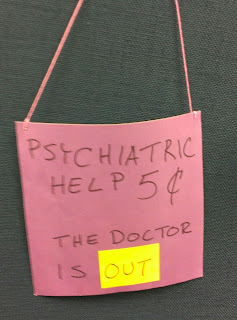 PSYCHIATRIC
HELP 5¢
THE DOCTOR
IS OUT